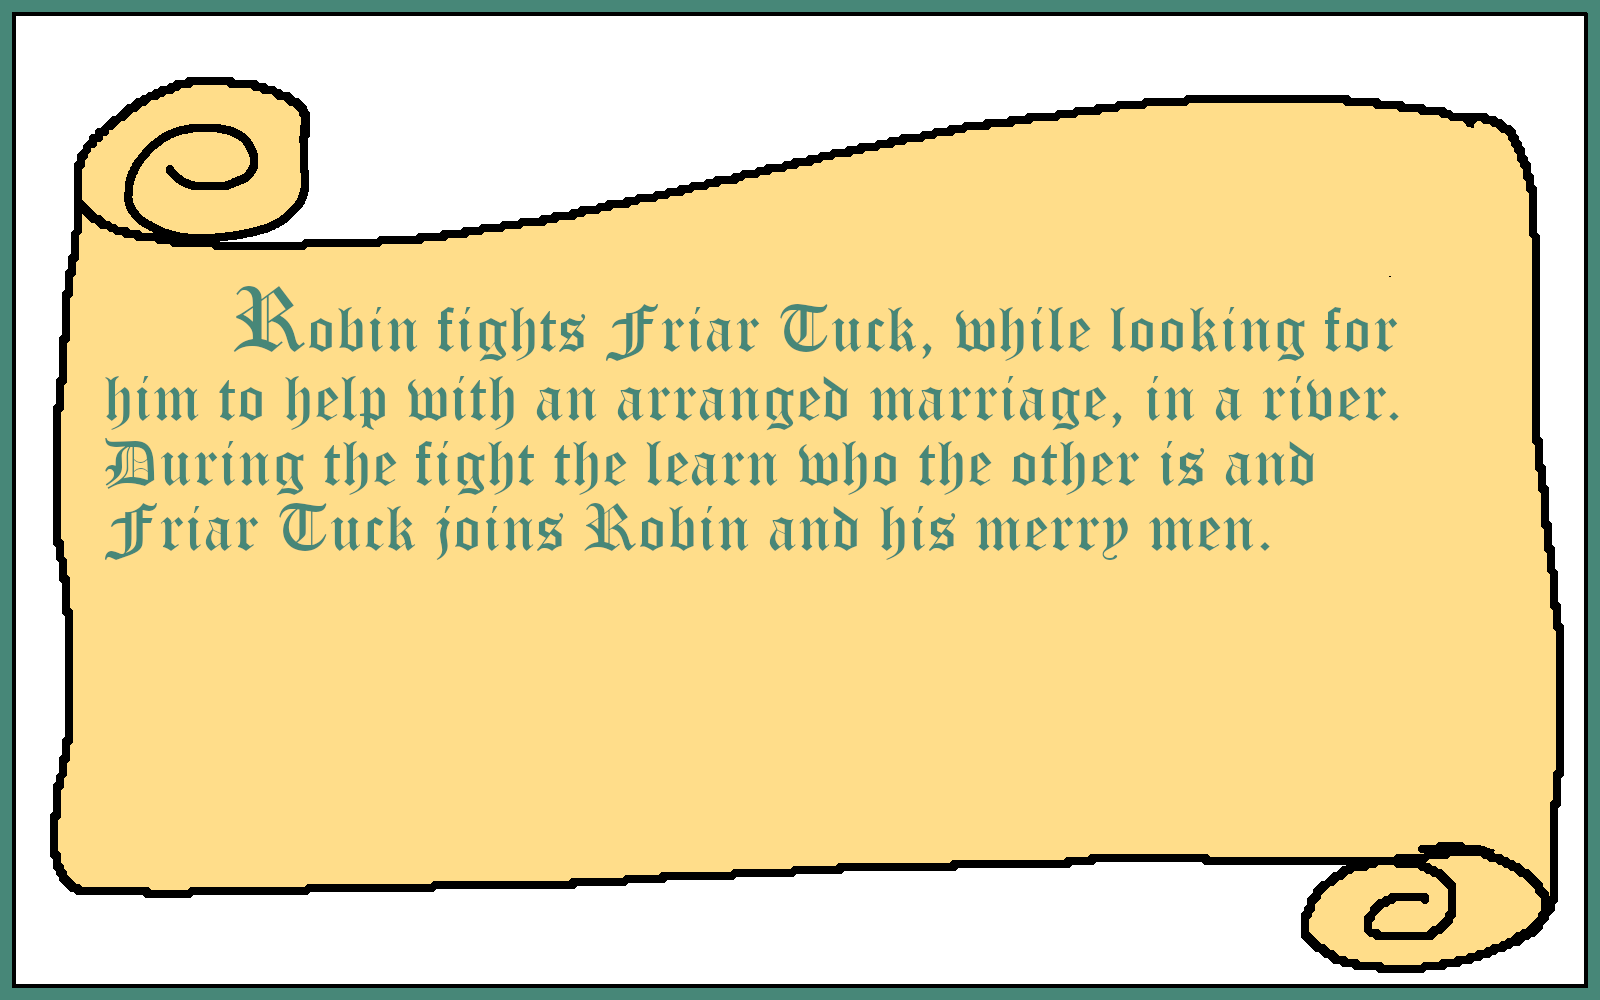 Robin fights Friar Tuck, while looking for
him to help with an arranged marriage, in a river.
During the fight the learn who the other is and
Friar Tuck joins Robin and his merry men.